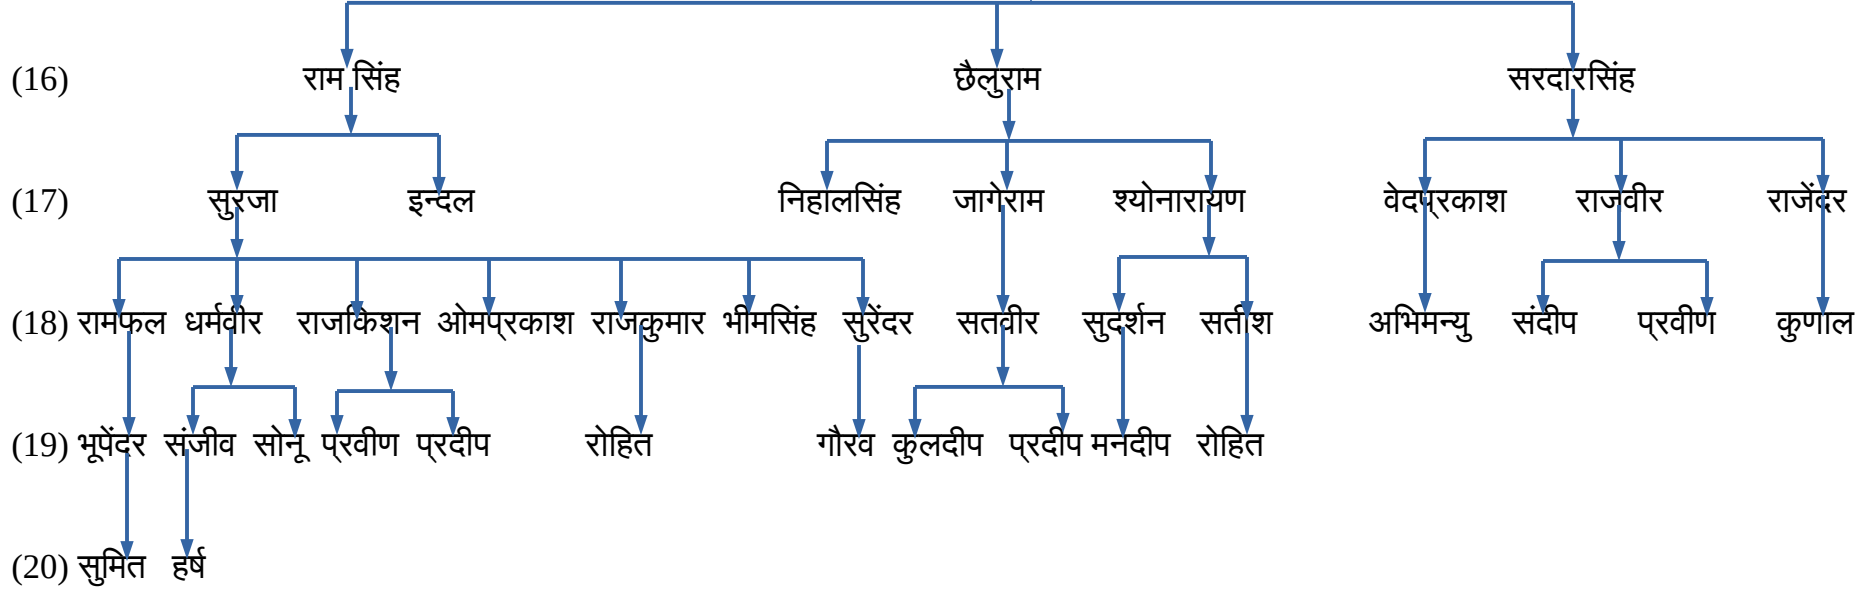 (16) राम सिंह छैलुराम सरदारसिंह
(17) सुरजा इन्दल निहालसिंह जागेराम श्योनारायण वेदप्रकाश राजवीर राजेंदर
(18) रामफल धर्मवीर राजकिशन ओमप्रकाश राजकुमार भीमसिंह सुरेंदर सतवीर सुदर्शन सतीश अभिमन्यु संदीप प्रवीण कुणाल
(19) भूपेंदर संजीव सोनू प्रवीण प्रदीप रोहित गौरव कुलदीप प्रदीप मनदीप रोहित
(20) सुमित हर्ष